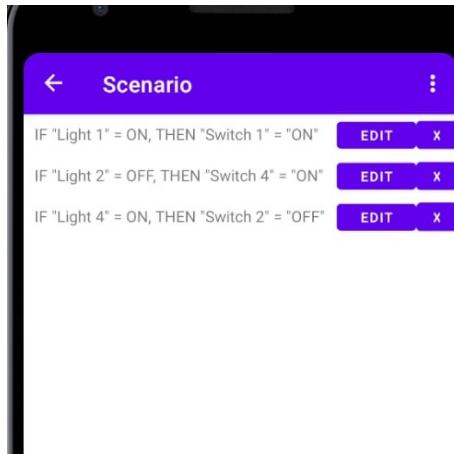 Scenario
IF "Light 1" = ON, THEN "Switch 1" = "ON" EDIT X
IF "Light 2" = OFF, THEN "Switch 4" = "ON" EDIT X
IF "Light 4" = ON, THEN "Switch 2" = "OFF" EDIT X